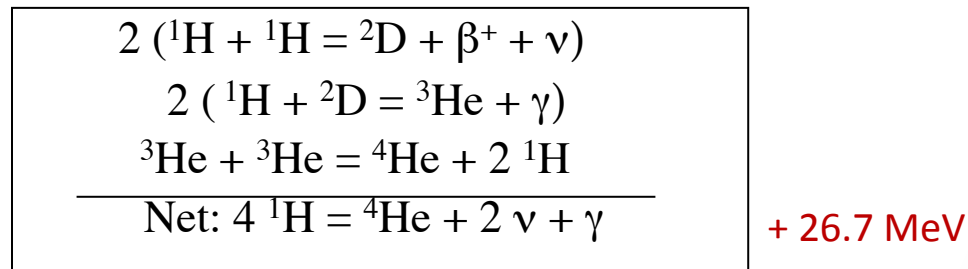 2 (¹H + ¹H = ²D + β⁺ + ν)
2 ( ¹H + ²D = ³He + γ)
³He + ³He = ⁴He + 2 ¹H
Net: 4 ¹H = ⁴He + 2 ν + γ
+ 26.7 MeV